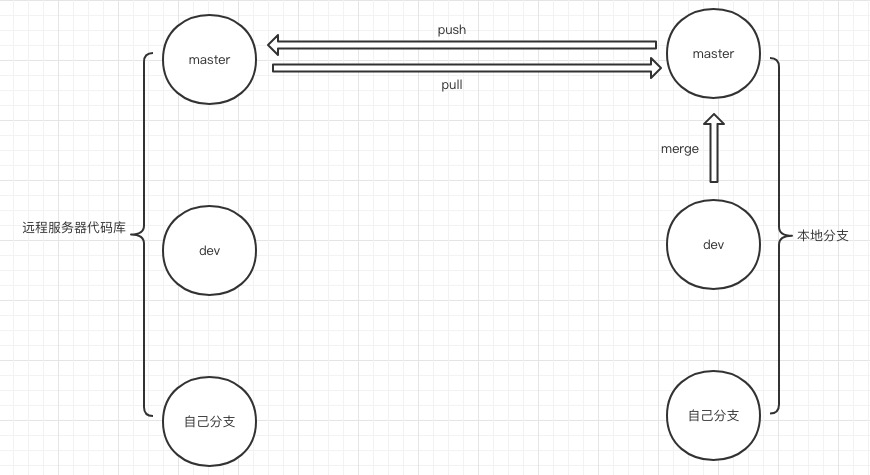 push
master
master
pull
merge
远程服务器代码库
本地分支
dev
dev
自己分支
自己分支